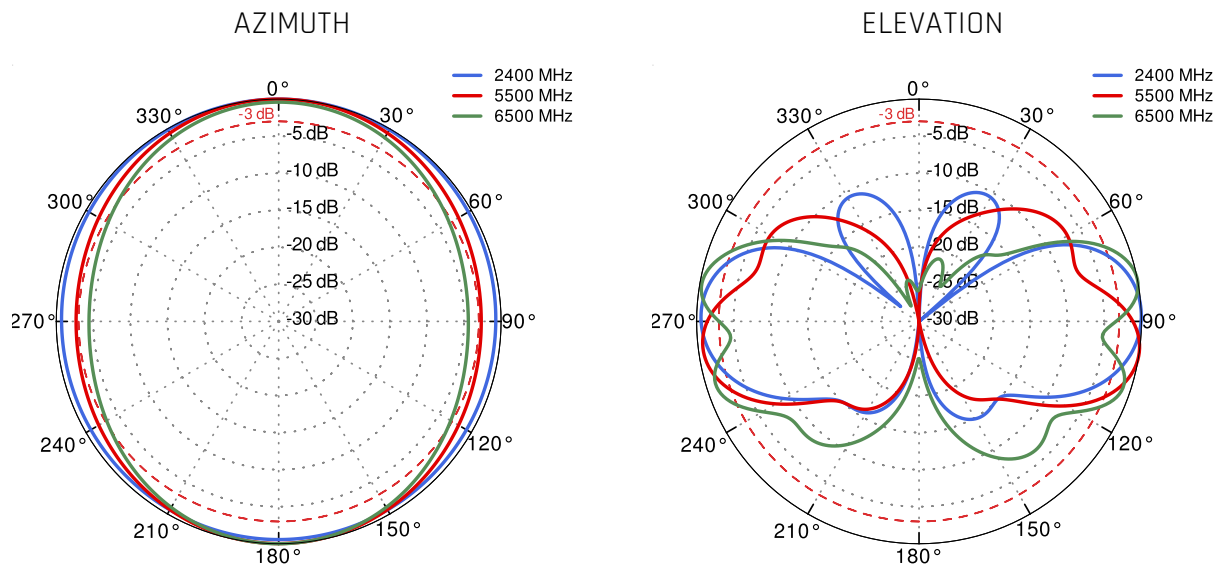 AZIMUTH
2400 MHz
5500 MHz
6500 MHz
0°
30°
60°
90°
120°
150°
180°
210°
240°
270°
300°
330°
-3 dB
-5 dB
-10 dB
-15 dB
-20 dB
-25 dB
-30 dB
ELEVATION
2400 MHz
5500 MHz
6500 MHz
0°
30°
60°
90°
120°
150°
180°
210°
240°
270°
300°
330°
-3 dB
-5 dB
-10 dB
-15 dB
-20 dB
-25 dB
-30 dB